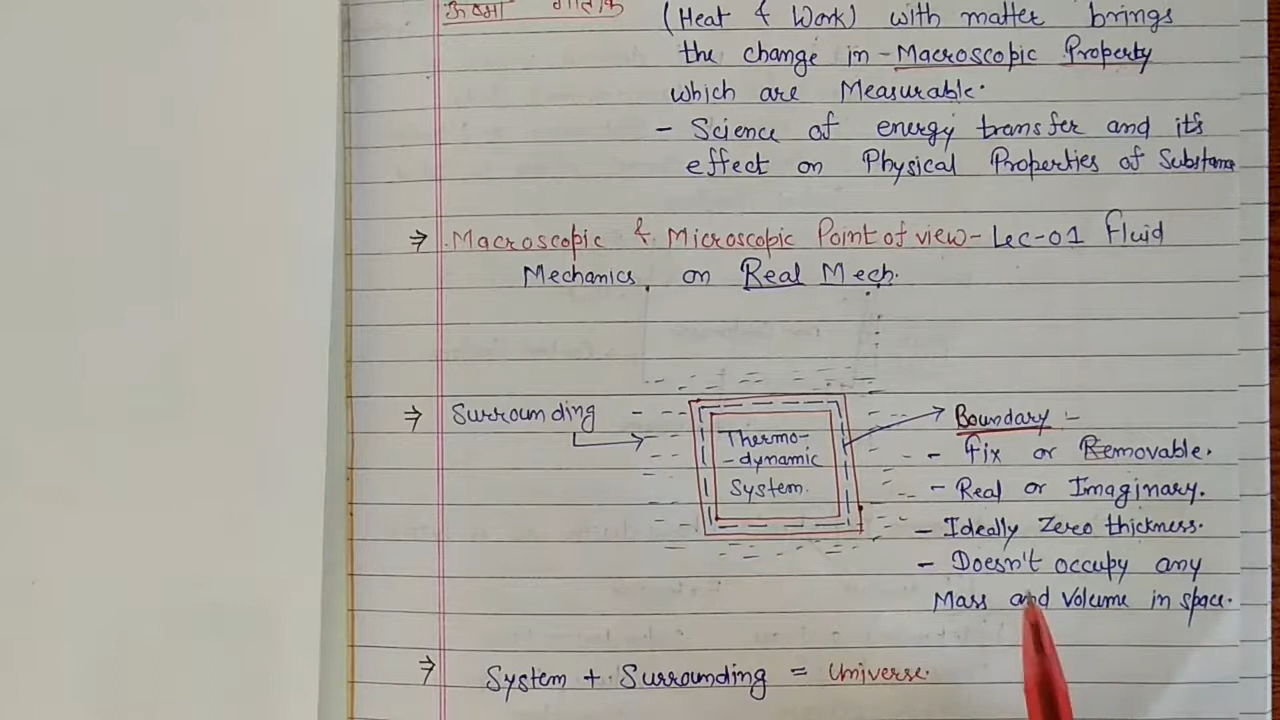 ऊष्मा गतिक
(Heat & Work) with matter brings
the change in - Macroscopic Property
which are Measurable.
- Science of energy transfer and it's
effect on Physical Properties of Substance
⇒ Macroscopic & Microscopic Point of view - Lec-01 Fluid
Mechanics on Real Mech.
⇒ Surrounding
Thermo-
-dynamic
System.
Boundary :-
- fix or Removable.
- Real or Imaginary.
- Ideally Zero thickness.
- Doesn't occupy any
Mass and Volume in space.
⇒ System + Surrounding = Universe.